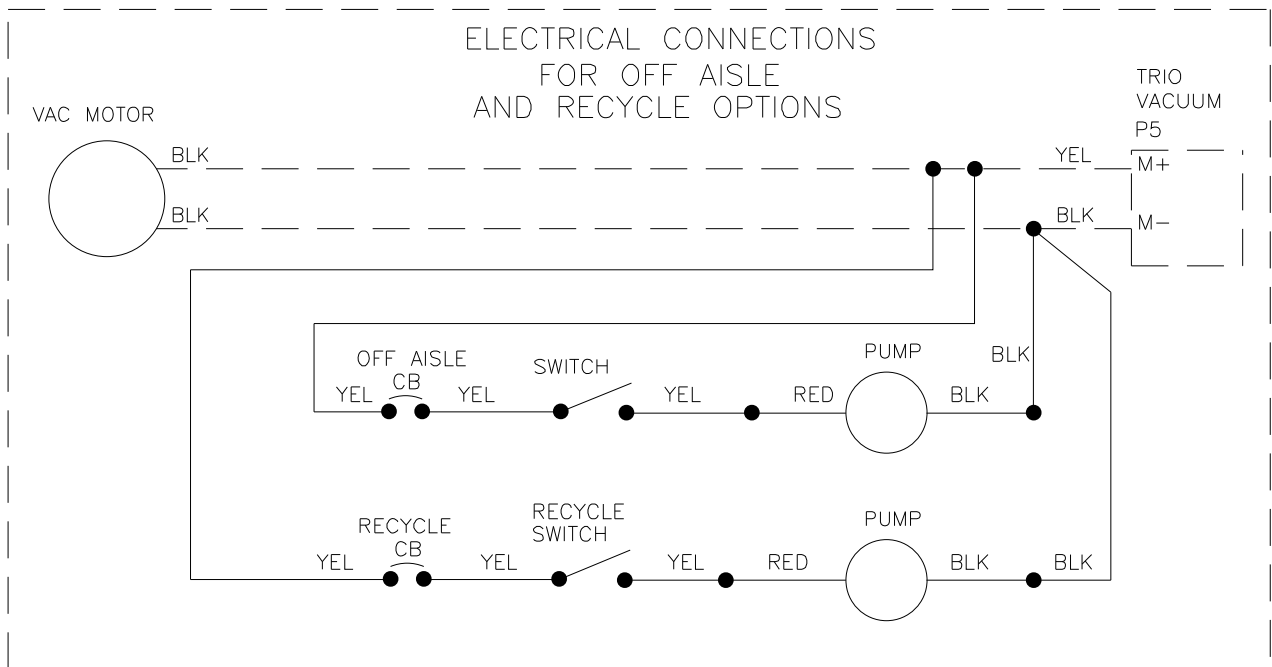 ELECTRICAL CONNECTIONS
FOR OFF AISLE
AND RECYCLE OPTIONS
TRIO
VACUUM
P5
VAC MOTOR
BLK
YEL
M+
BLK
BLK
M-
OFF AISLE
CB
SWITCH
PUMP
BLK
YEL
YEL
YEL
RED
BLK
RECYCLE
CB
RECYCLE
SWITCH
PUMP
YEL
YEL
YEL
RED
BLK
BLK